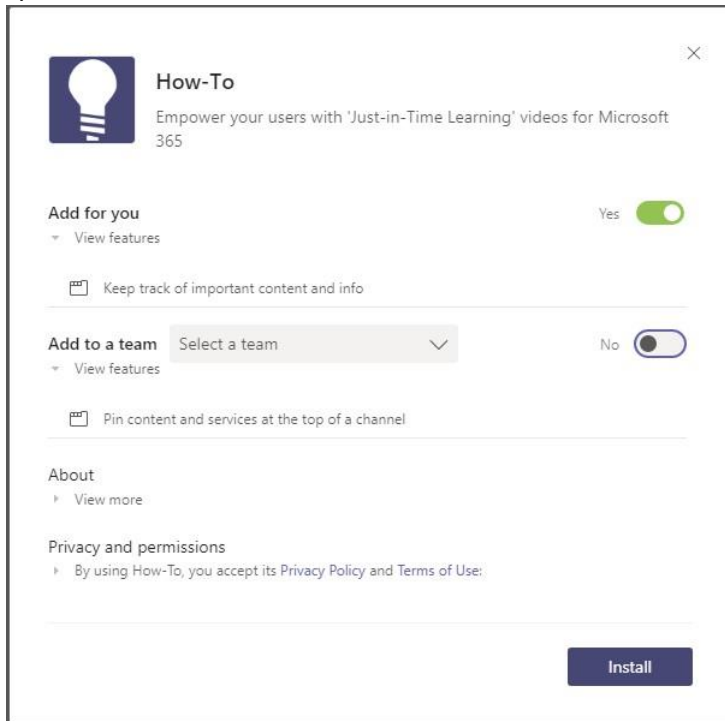 How-To
Empower your users with 'Just-in-Time Learning' videos for Microsoft
365
Add for you
Yes
View features
Keep track of important content and info
Add to a team
Select a team
No
View features
Pin content and services at the top of a channel
About
View more
Privacy and permissions
By using How-To, you accept its Privacy Policy and Terms of Use:
Install